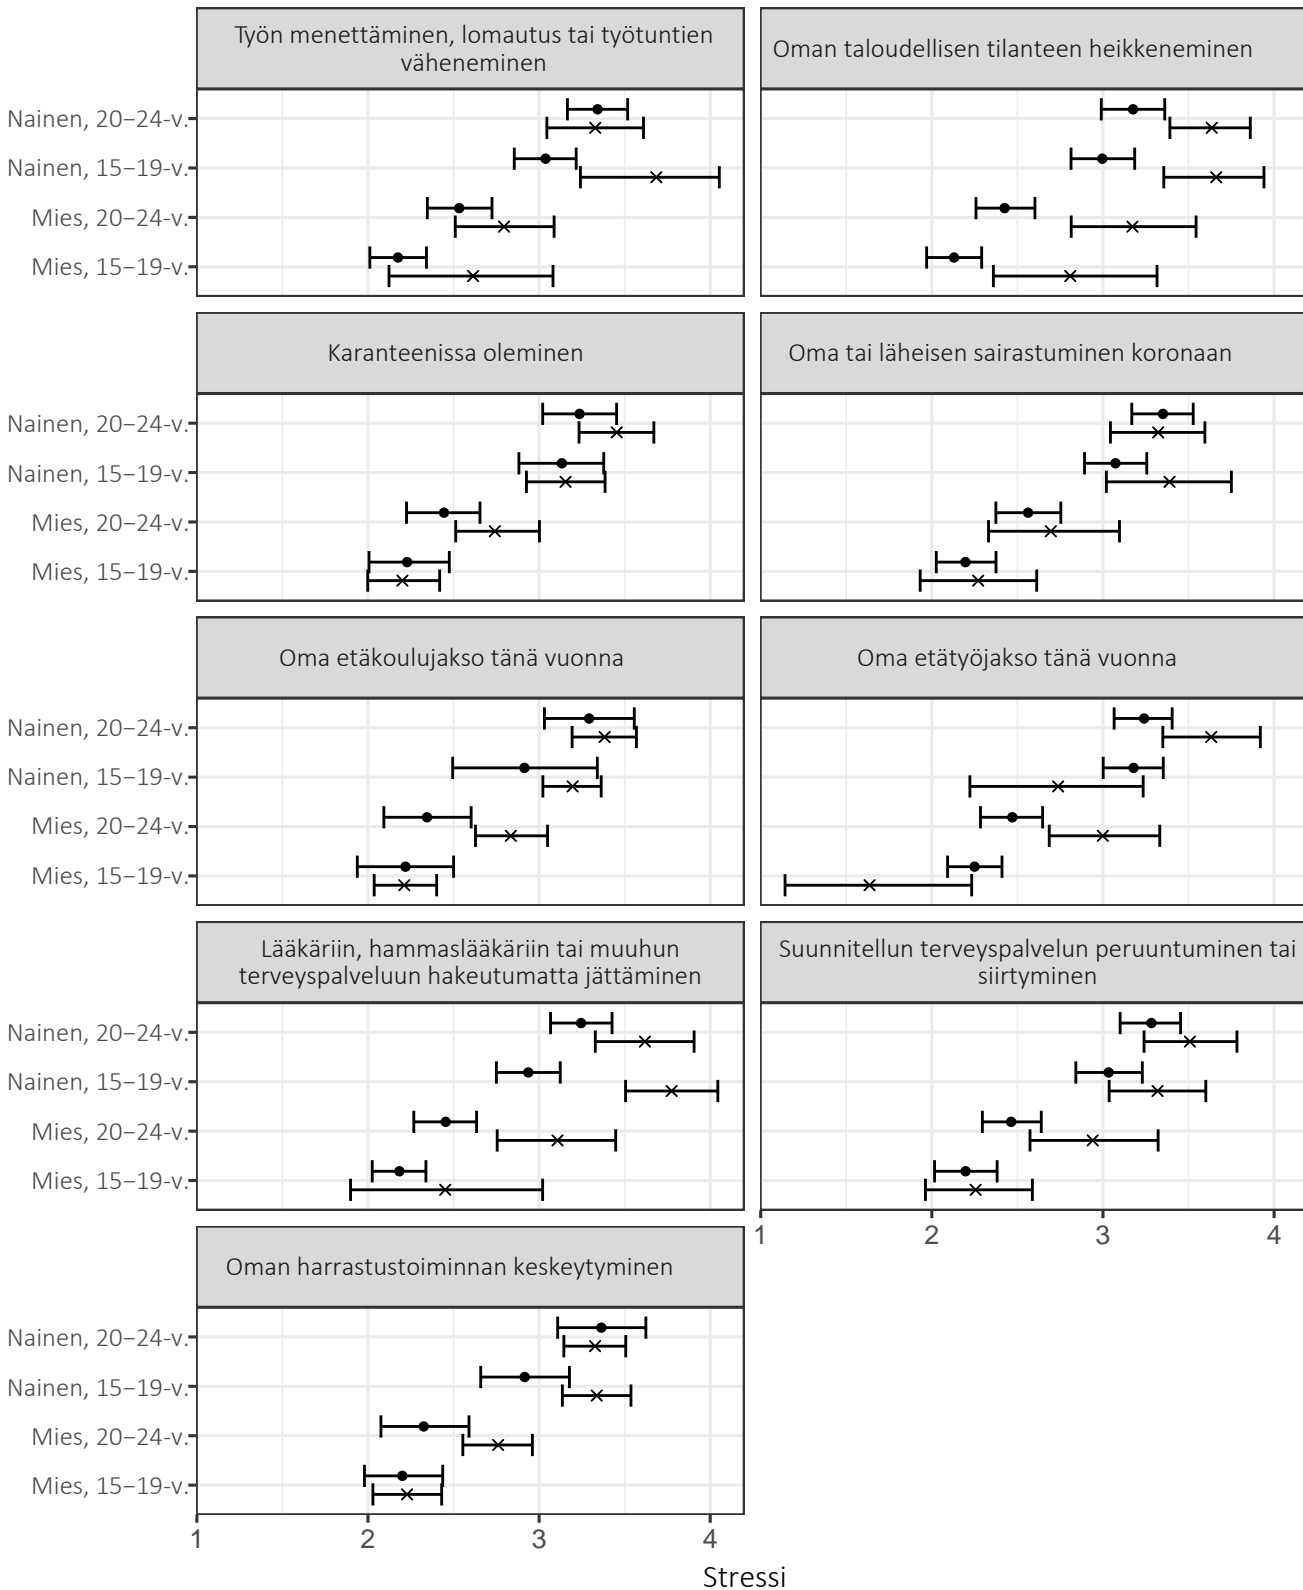 Työn menettäminen, lomautus tai työtuntien
väheneminen
Oman taloudellisen tilanteen heikkeneminen
Nainen, 20–24-v.
Nainen, 15–19-v.
Mies, 20–24-v.
Mies, 15–19-v.
Karanteenissa oleminen
Oma tai läheisen sairastuminen koronaan
Nainen, 20–24-v.
Nainen, 15–19-v.
Mies, 20–24-v.
Mies, 15–19-v.
Oma etäkoulujakso tänä vuonna
Oma etätyöjakso tänä vuonna
Nainen, 20–24-v.
Nainen, 15–19-v.
Mies, 20–24-v.
Mies, 15–19-v.
Lääkäriin, hammaslääkäriin tai muuhun
terveyspalveluun hakeutumatta jättäminen
Suunnitellun terveyspalvelun peruuntuminen tai
siirtyminen
Nainen, 20–24-v.
Nainen, 15–19-v.
Mies, 20–24-v.
Mies, 15–19-v.
1 2 3 4
Oman harrastustoiminnan keskeytyminen
Nainen, 20–24-v.
Nainen, 15–19-v.
Mies, 20–24-v.
Mies, 15–19-v.
1 2 3 4
Stressi